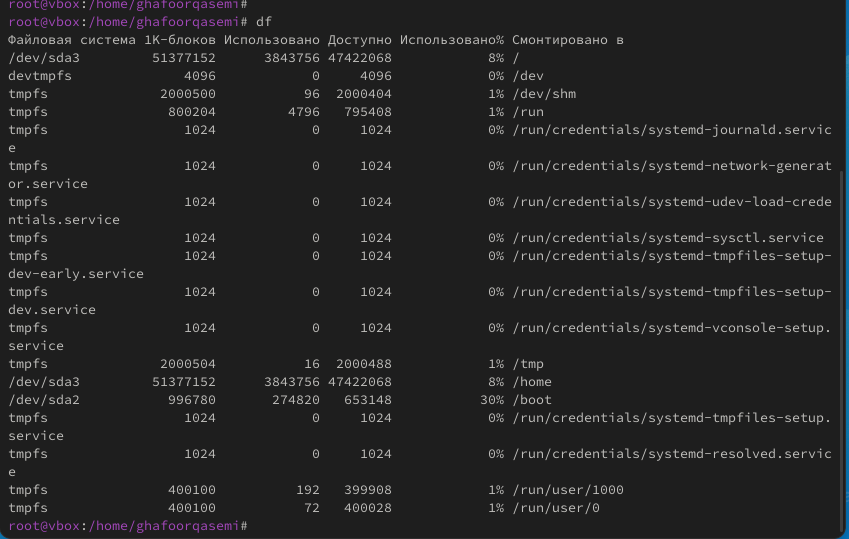 root@vbox:/home/ghafoorqasemi#
root@vbox:/home/ghafoorqasemi# df
Файловая система 1K-блоков Использовано Доступно Использовано% Смонтировано в
/dev/sda3         51377152      3843756 47422068            8% /
devtmpfs              4096            0     4096            0% /dev
tmpfs              2000500           96  2000404            1% /dev/shm
tmpfs               800204         4796   795408            1% /run
tmpfs                 1024            0     1024            0% /run/credentials/systemd-journald.servic
e
tmpfs                 1024            0     1024            0% /run/credentials/systemd-network-generat
or.service
tmpfs                 1024            0     1024            0% /run/credentials/systemd-udev-load-crede
ntials.service
tmpfs                 1024            0     1024            0% /run/credentials/systemd-sysctl.service
tmpfs                 1024            0     1024            0% /run/credentials/systemd-tmpfiles-setup-
dev-early.service
tmpfs                 1024            0     1024            0% /run/credentials/systemd-tmpfiles-setup-
dev.service
tmpfs                 1024            0     1024            0% /run/credentials/systemd-vconsole-setup.
service
tmpfs              2000504           16  2000488            1% /tmp
/dev/sda3         51377152      3843756 47422068            8% /home
/dev/sda2           996780       274820   653148           30% /boot
tmpfs                 1024            0     1024            0% /run/credentials/systemd-tmpfiles-setup.
service
tmpfs                 1024            0     1024            0% /run/credentials/systemd-resolved.servic
e
tmpfs               400100          192   399908            1% /run/user/1000
tmpfs               400100           72   400028            1% /run/user/0
root@vbox:/home/ghafoorqasemi#